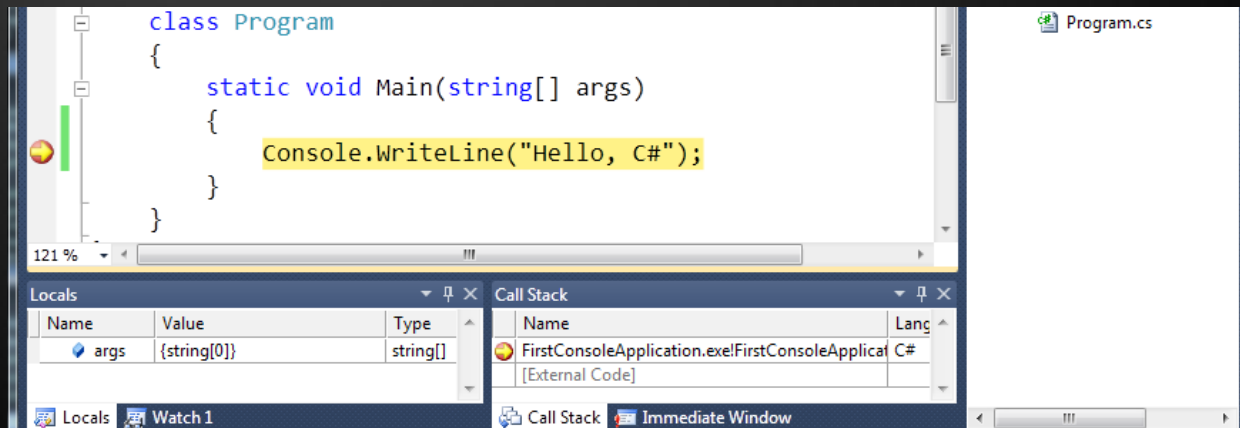 class Program
Program.cs
{
static void Main(string[] args)
{
Console.WriteLine("Hello, C#");
}
}
121 %
Locals
Name Value Type
args {string[0]} string[]
Locals Watch 1
Call Stack
Name Lang
FirstConsoleApplication.exe!FirstConsoleApplicat C#
[External Code]
Call Stack Immediate Window